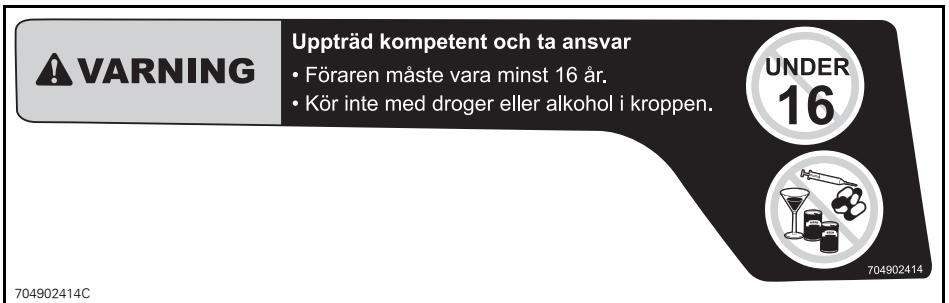 VARNING
Uppträd kompetent och ta ansvar
• Föraren måste vara minst 16 år.
• Kör inte med droger eller alkohol i kroppen.
UNDER
16
704902414
704902414C